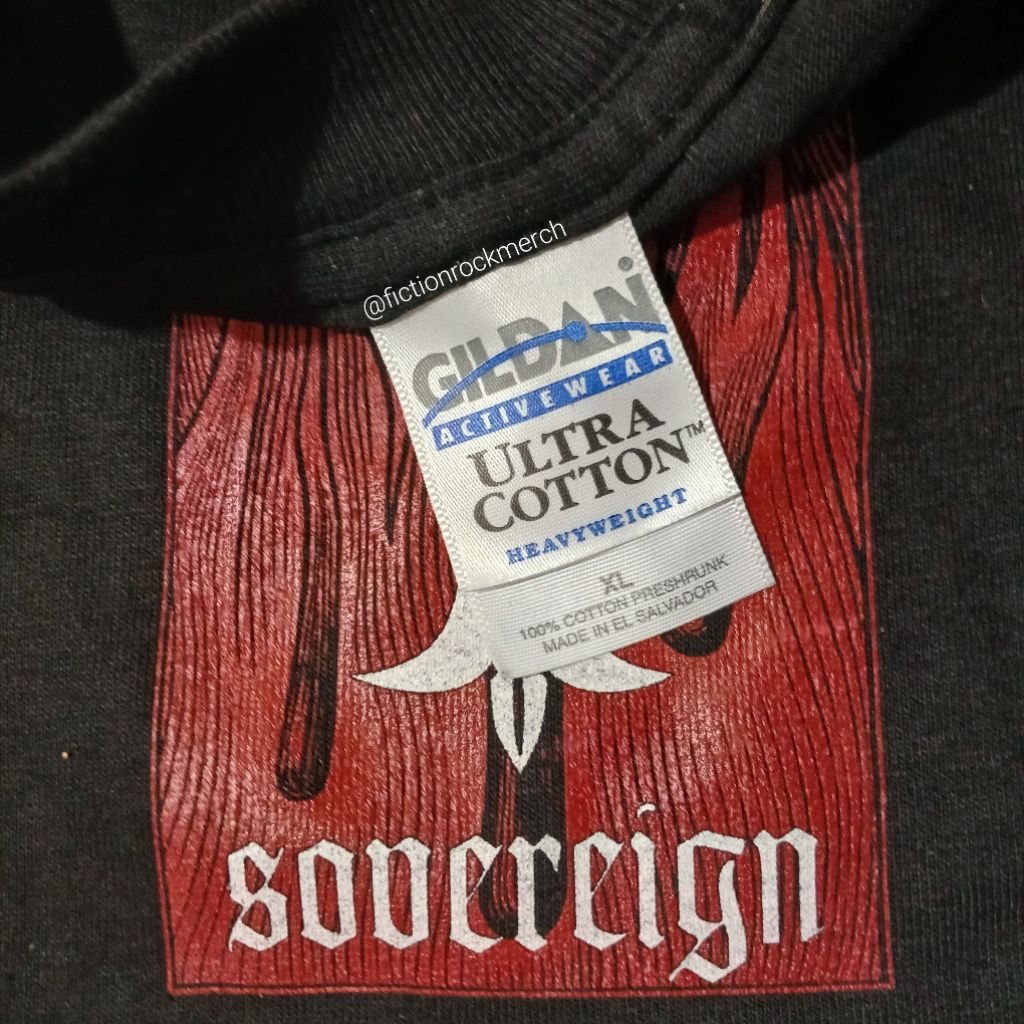 @fictionrockmerch
GILDAN
ACTIVEWEAR
ULTRA
COTTON™
HEAVYWEIGHT
XL
100% COTTON PRESHRUNK
MADE IN EL SALVADOR
sovereign